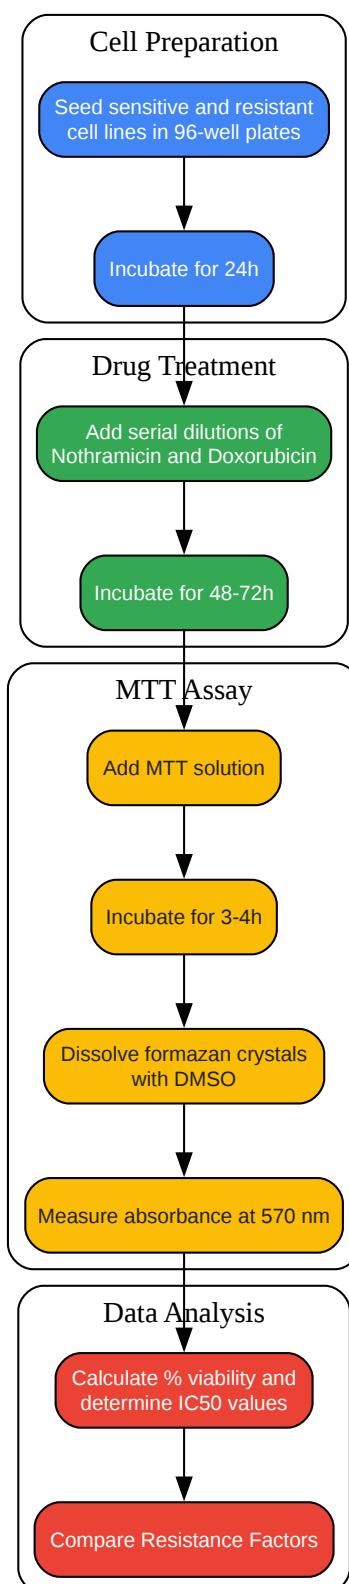 Cell Preparation
Seed sensitive and resistant
cell lines in 96-well plates
Incubate for 24h
Drug Treatment
Add serial dilutions of
Nothramicin and Doxorubicin
Incubate for 48-72h
MTT Assay
Add MTT solution
Incubate for 3-4h
Dissolve formazan crystals
with DMSO
Measure absorbance at 570 nm
Data Analysis
Calculate % viability and
determine IC50 values
Compare Resistance Factors